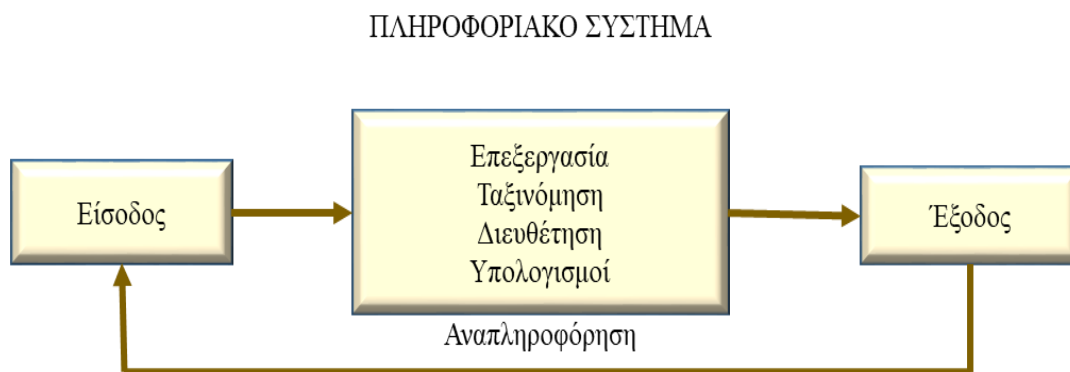 ΠΛΗΡΟΦΟΡΙΑΚΟ ΣΥΣΤΗΜΑ
Είσοδος
Επεξεργασία
Ταξινόμηση
Διευθέτηση
Υπολογισμοί
Έξοδος
Αναπληροφόρηση